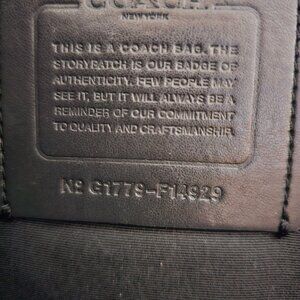 COACH
NEW YORK
THIS IS A COACH BAG. THE
STORYPATCH IS OUR BADGE OF
AUTHENTICITY. FEW PEOPLE MAY
SEE IT, BUT IT WILL ALWAYS BE A
REMINDER OF OUR COMMITMENT
TO QUALITY AND CRAFTSMANSHIP.
Nº G1779-F14929